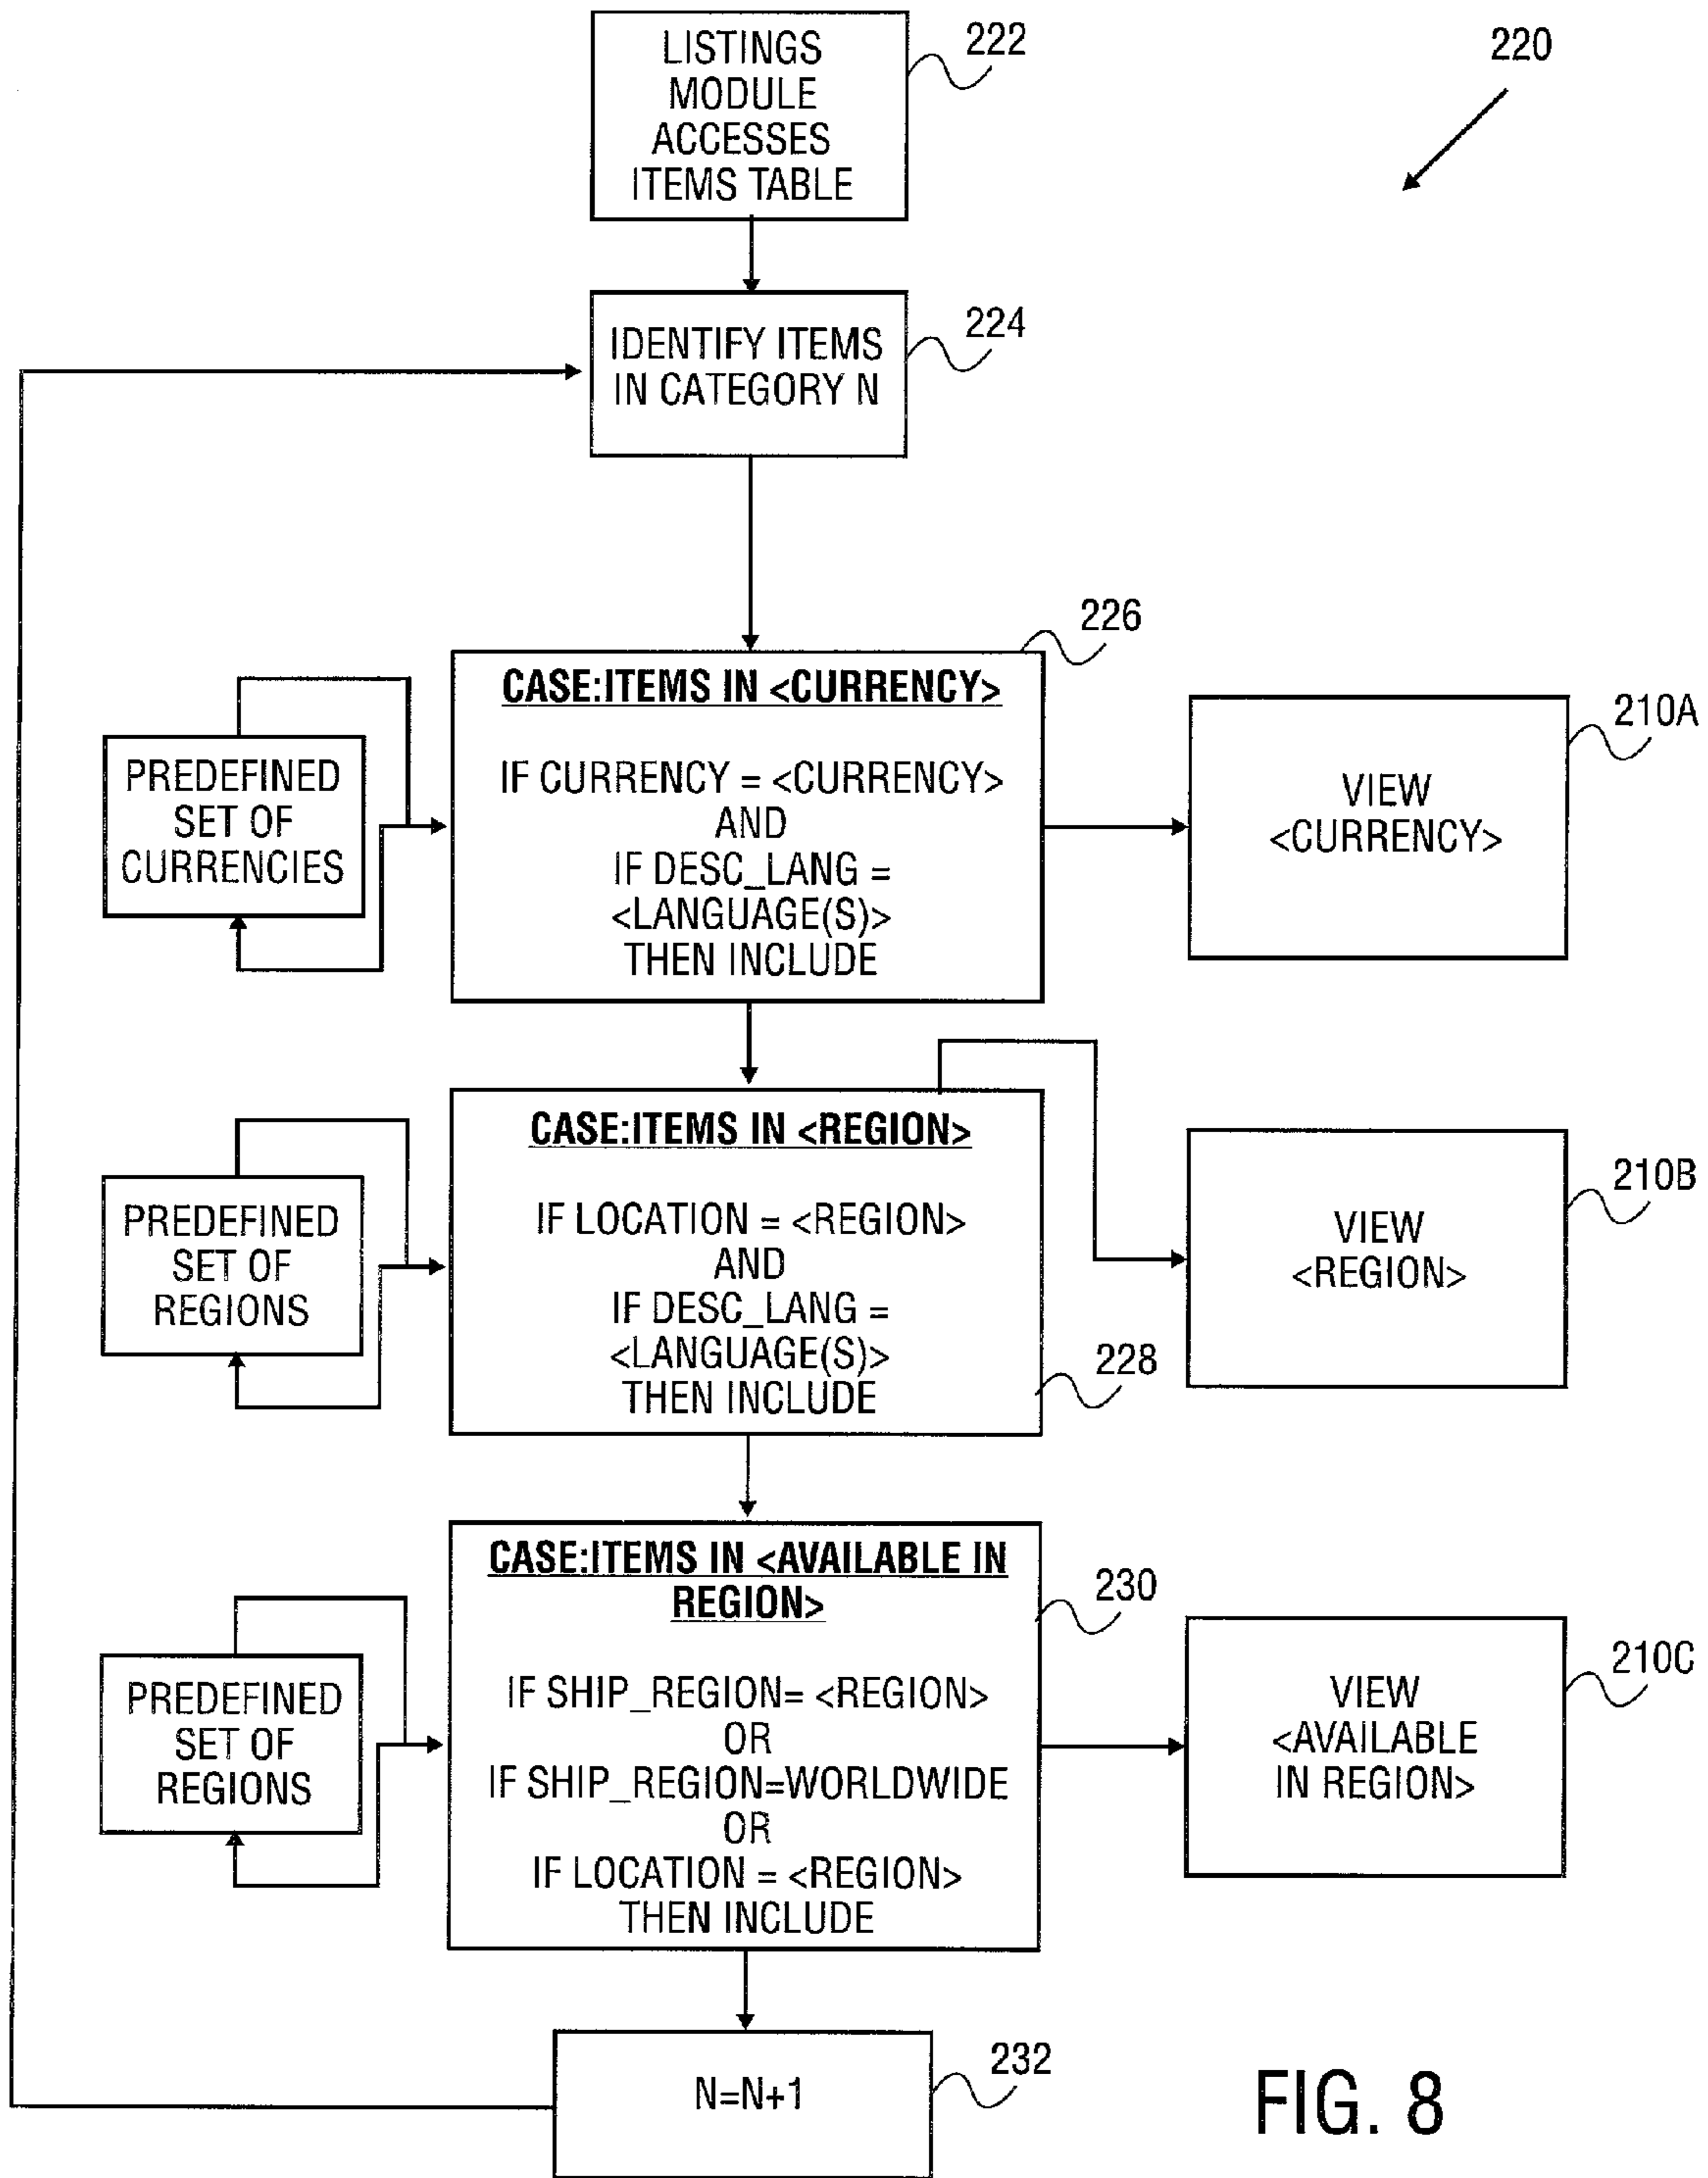 220
LISTINGS
MODULE
ACCESSES
ITEMS TABLE
222
IDENTIFY ITEMS
IN CATEGORY N
224
226
PREDEFINED
SET OF
CURRENCIES
CASE:ITEMS IN <CURRENCY>
IF CURRENCY = <CURRENCY>
AND
IF DESC_LANG =
<LANGUAGE(S)>
THEN INCLUDE
VIEW
<CURRENCY>
210A
PREDEFINED
SET OF
REGIONS
CASE:ITEMS IN <REGION>
IF LOCATION = <REGION>
AND
IF DESC_LANG =
<LANGUAGE(S)>
THEN INCLUDE
228
VIEW
<REGION>
210B
PREDEFINED
SET OF
REGIONS
CASE:ITEMS IN <AVAILABLE IN
REGION>
IF SHIP_REGION= <REGION>
OR
IF SHIP_REGION=WORLDWIDE
OR
IF LOCATION = <REGION>
THEN INCLUDE
230
VIEW
<AVAILABLE
IN REGION>
210C
N=N+1
232
FIG. 8